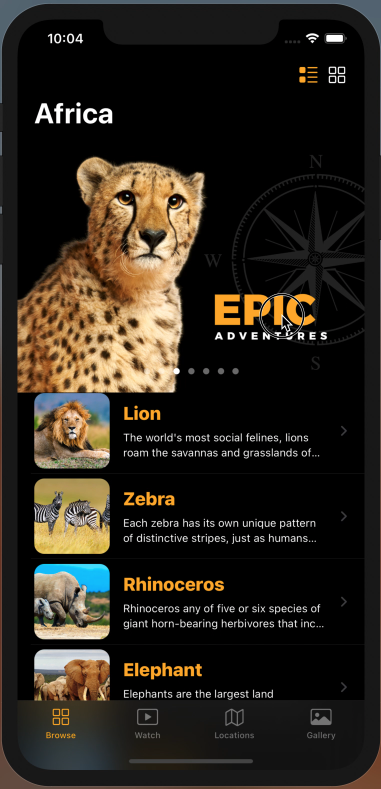 10:04
Africa
N
W
EPIC
ADVENTURES
S
Lion
The world's most social felines, lions
roam the savannas and grasslands of...
Zebra
Each zebra has its own unique pattern
of distinctive stripes, just as humans...
Rhinoceros
Rhinoceros any of five or six species of
giant horn-bearing herbivores that inc...
Elephant
Elephants are the largest land
Browse
Watch
Locations
Gallery